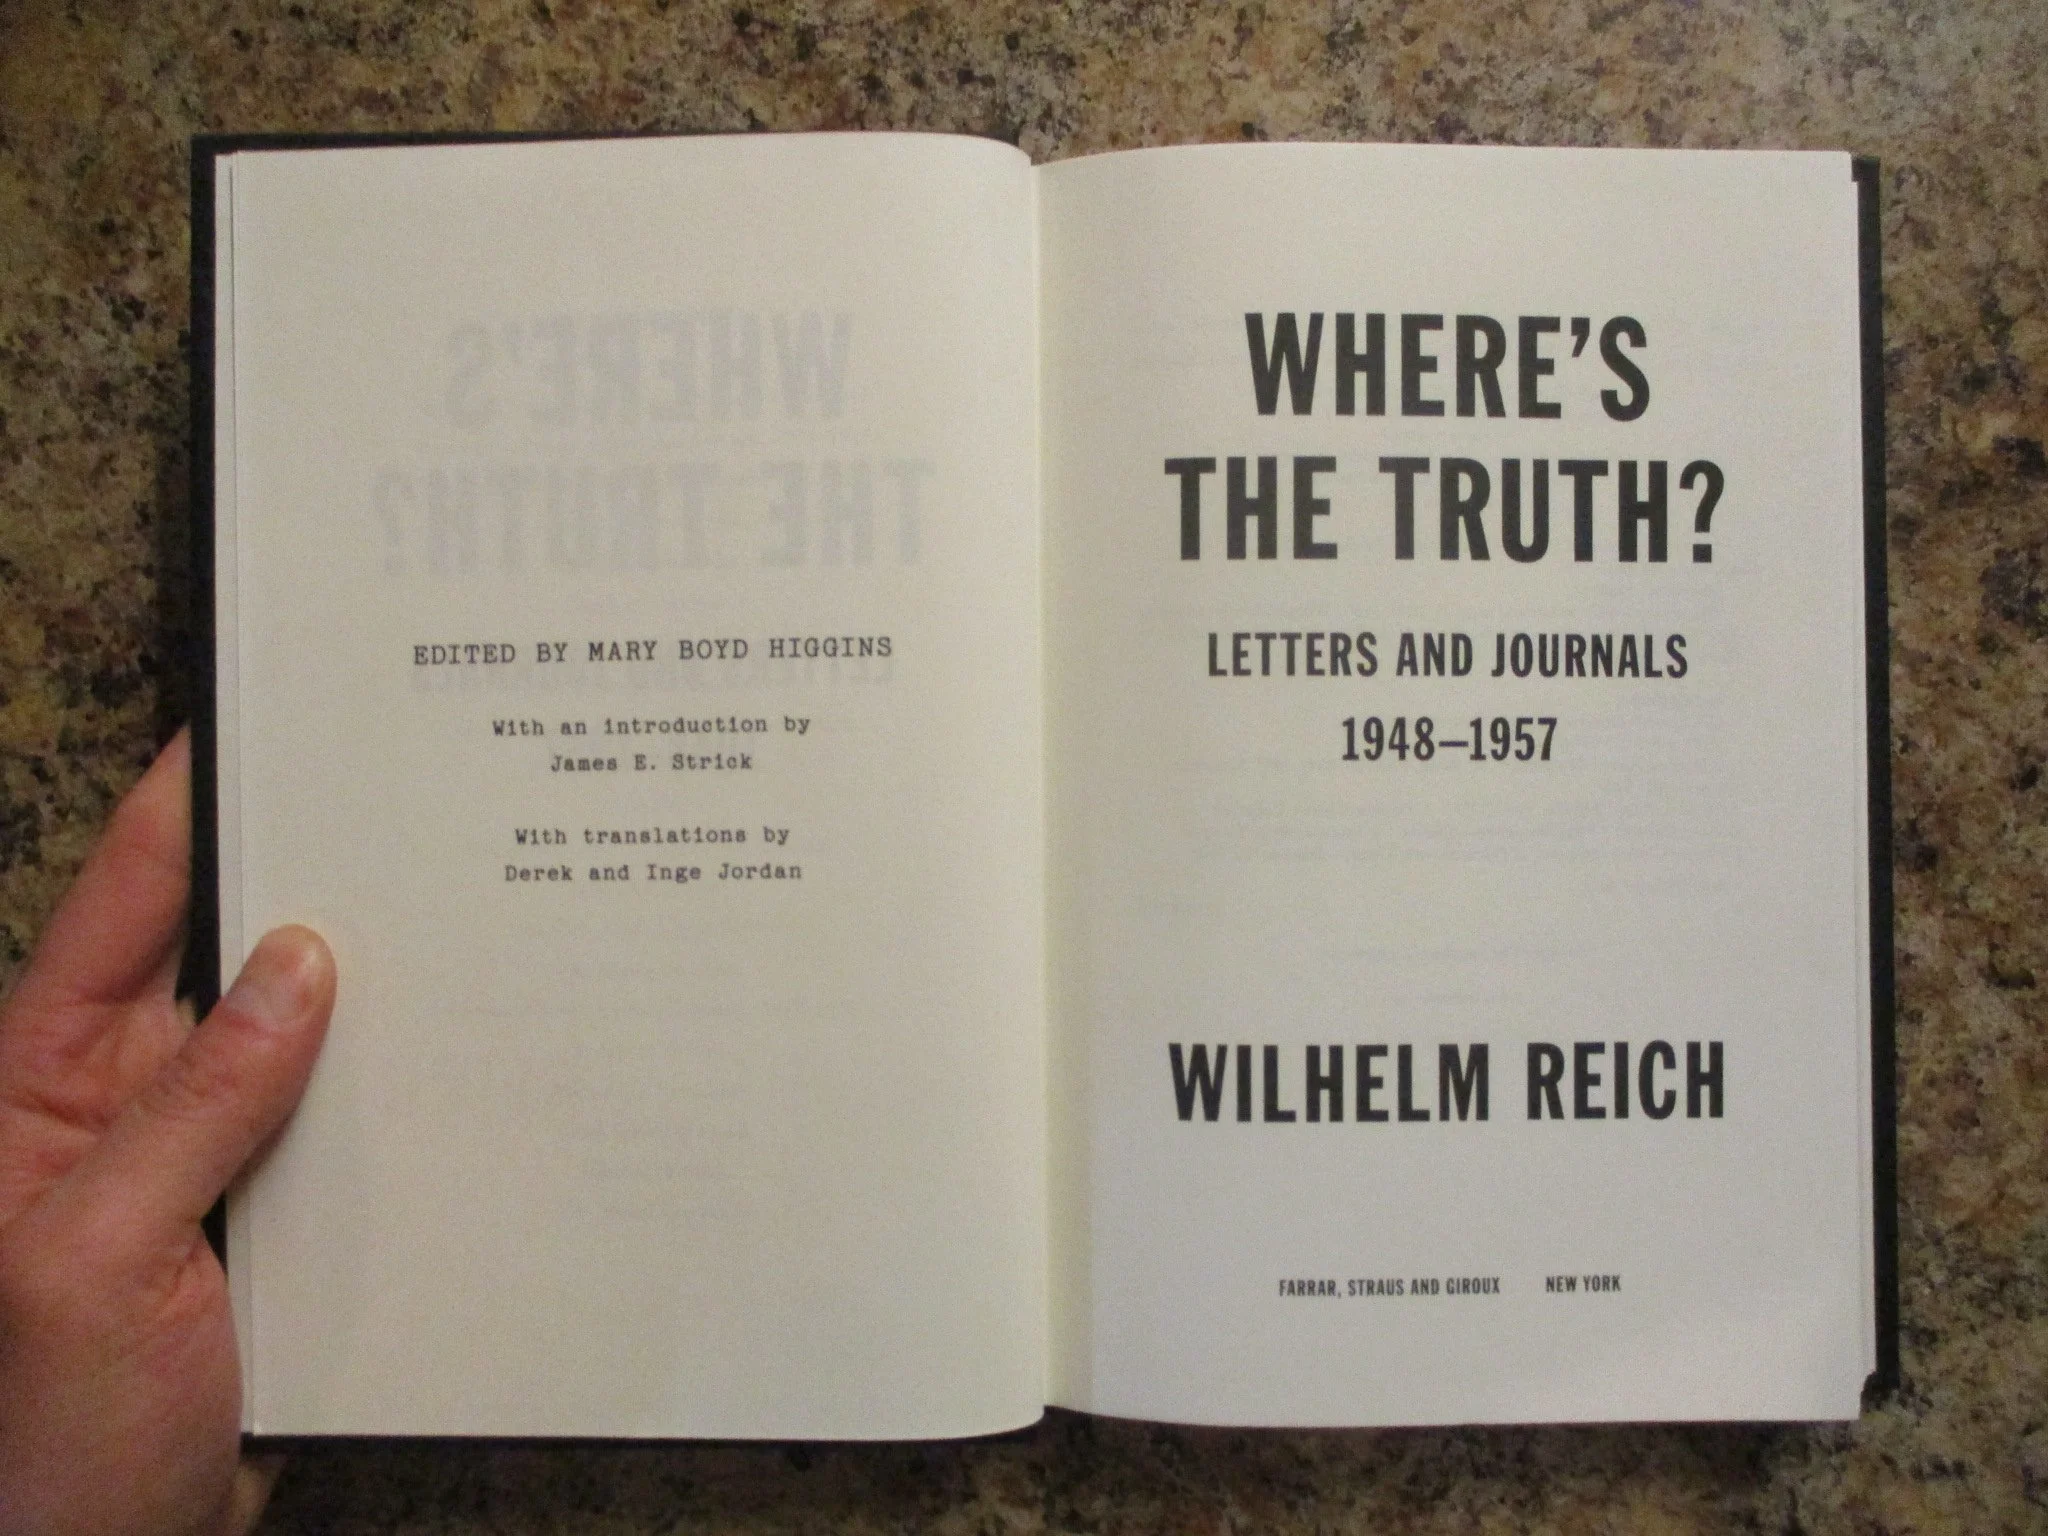 EDITED BY MARY BOYD HIGGINS
With an introduction by
James E. Strick
With translations by
Derek and Inge Jordan
WHERE'S
THE TRUTH?
LETTERS AND JOURNALS
1948–1957
WILHELM REICH
FARRAR, STRAUS AND GIROUX NEW YORK